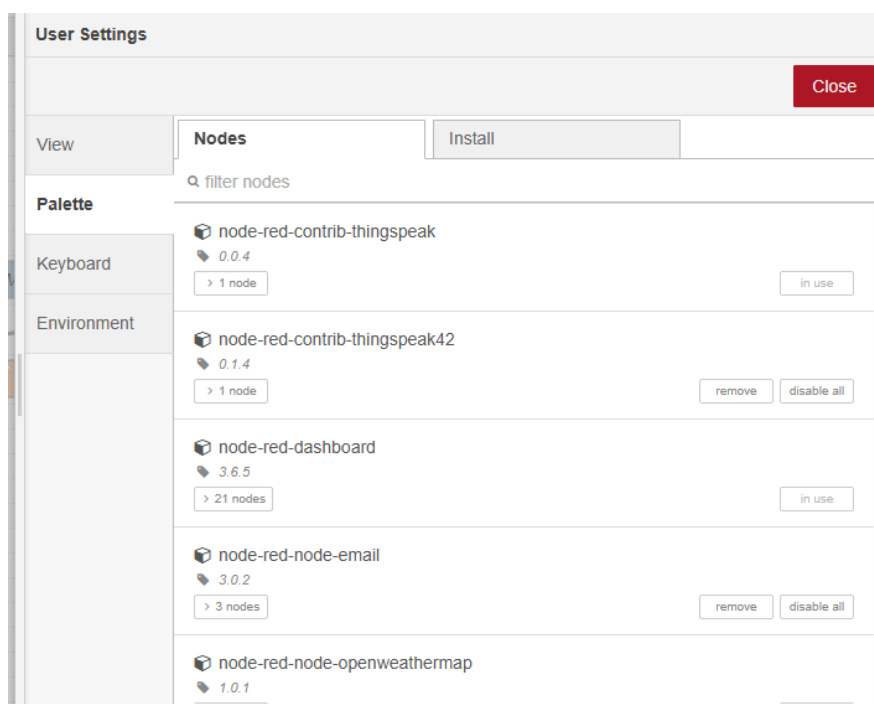 User Settings
Close
View
Palette
Keyboard
Environment
Nodes
Install
filter nodes
node-red-contrib-thingspeak
0.0.4
> 1 node
in use
node-red-contrib-thingspeak42
0.1.4
> 1 node
remove
disable all
node-red-dashboard
3.6.5
> 21 nodes
in use
node-red-node-email
3.0.2
> 3 nodes
remove
disable all
node-red-node-openweathermap
1.0.1